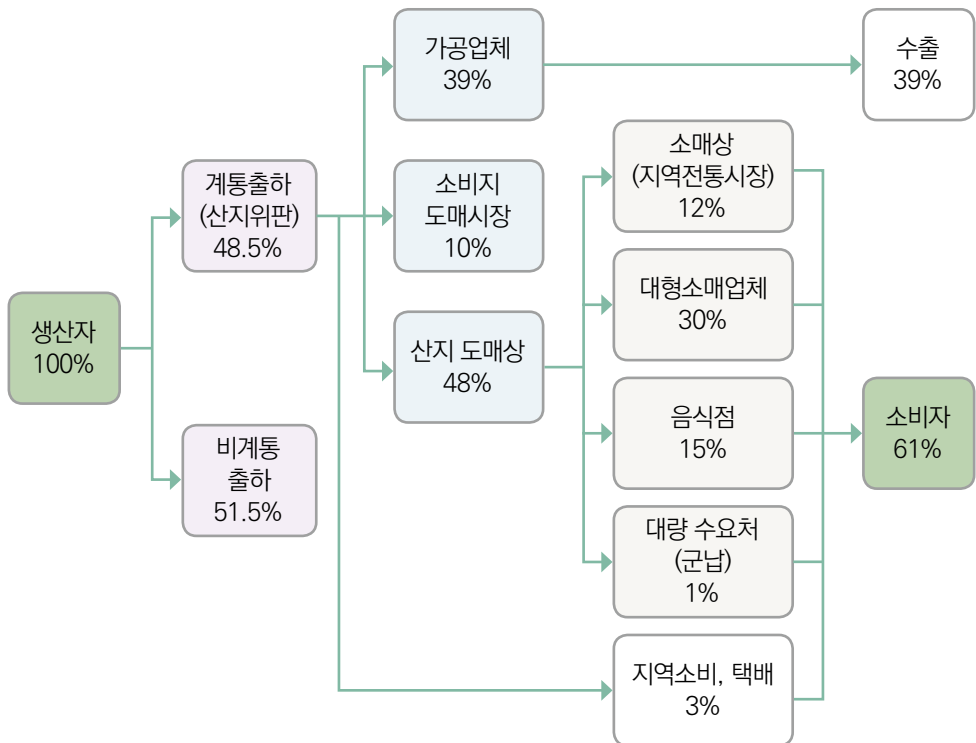 생산자
100%
계통출하
(산지위판)
48.5%
비계통
출하
51.5%
가공업체
39%
소비지
도매시장
10%
산지 도매상
48%
소매상
(지역전통시장)
12%
대형소매업체
30%
음식점
15%
대량 수요처
(군납)
1%
지역소비, 택배
3%
수출
39%
소비자
61%